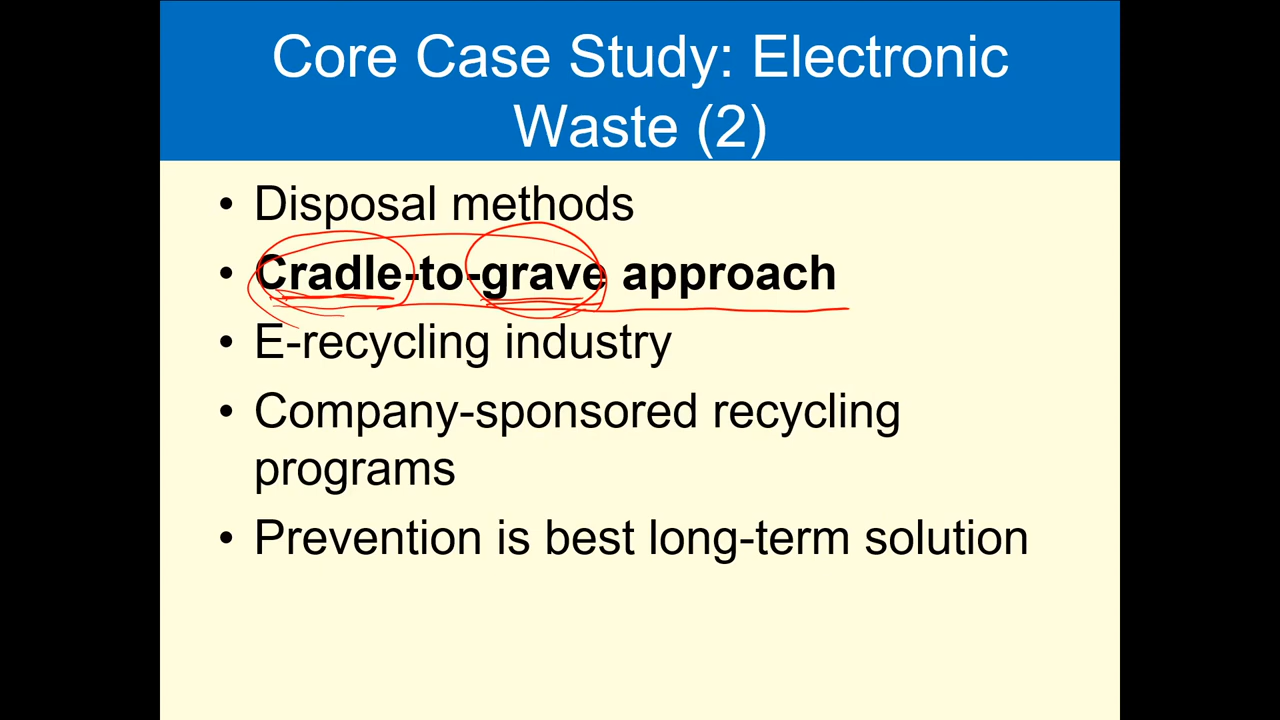 Core Case Study: Electronic
Waste (2)
• Disposal methods
• Cradle-to-grave approach
• E-recycling industry
• Company-sponsored recycling
programs
• Prevention is best long-term solution